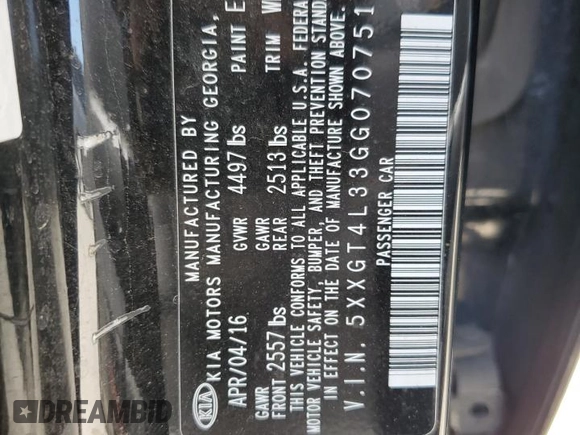 KIA
MANUFACTURED BY
KIA MOTORS MANUFACTURING GEORGIA,
APR/04/16 GVWR 4497 lbs PAINT E
GAWR FRONT 2557 lbs GAWR REAR 2513 lbs TRIM W
THIS VEHICLE CONFORMS TO ALL APPLICABLE U.S.A. FEDERA
MOTOR VEHICLE SAFETY, BUMPER, AND THEFT PREVENTION STAND
IN EFFECT ON THE DATE OF MANUFACTURE SHOWN ABOVE.
V.I.N. 5XXGT4L33GG070751
PASSENGER CAR
DREAMBID